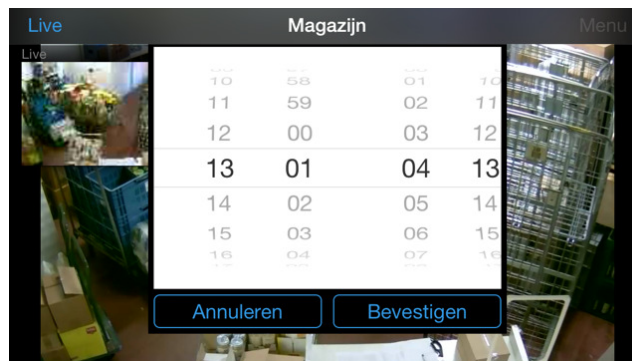 Live Magazijn Menu
Live
10 58 01 10
11 59 02 11
12 00 03 12
13 01 04 13
14 02 05 14
15 03 06 15
16 04 07 16
Annuleren Bevestigen